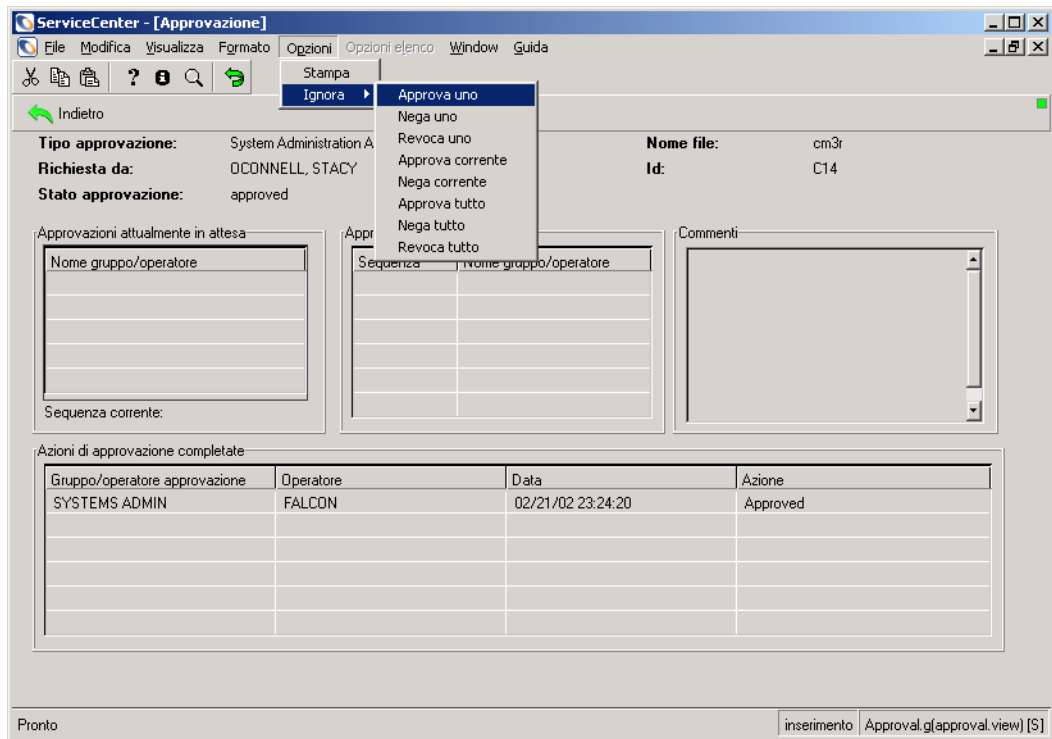 ServiceCenter - [Approvazione]
File Modifica Visualizza Formato Opzioni Opzioni elenco Window Guida
Stampa
Ignora
Approva uno
Nega uno
Revoca uno
Approva corrente
Nega corrente
Approva tutto
Nega tutto
Revoca tutto
Indietro
Tipo approvazione: System Administration A
Nome file: cm3r
Richiesta da: OCONNELL, STACY
Id: C14
Stato approvazione: approved
Approvazioni attualmente in attesa
Nome gruppo/operatore
Sequenza corrente:
Appr
Sequenza Nome gruppo/operatore
Commenti
Azioni di approvazione completate
Gruppo/operatore approvazione Operatore Data Azione
SYSTEMS ADMIN FALCON 02/21/02 23:24:20 Approved
Pronto
inserimento Approval.g(approval.view) [S]